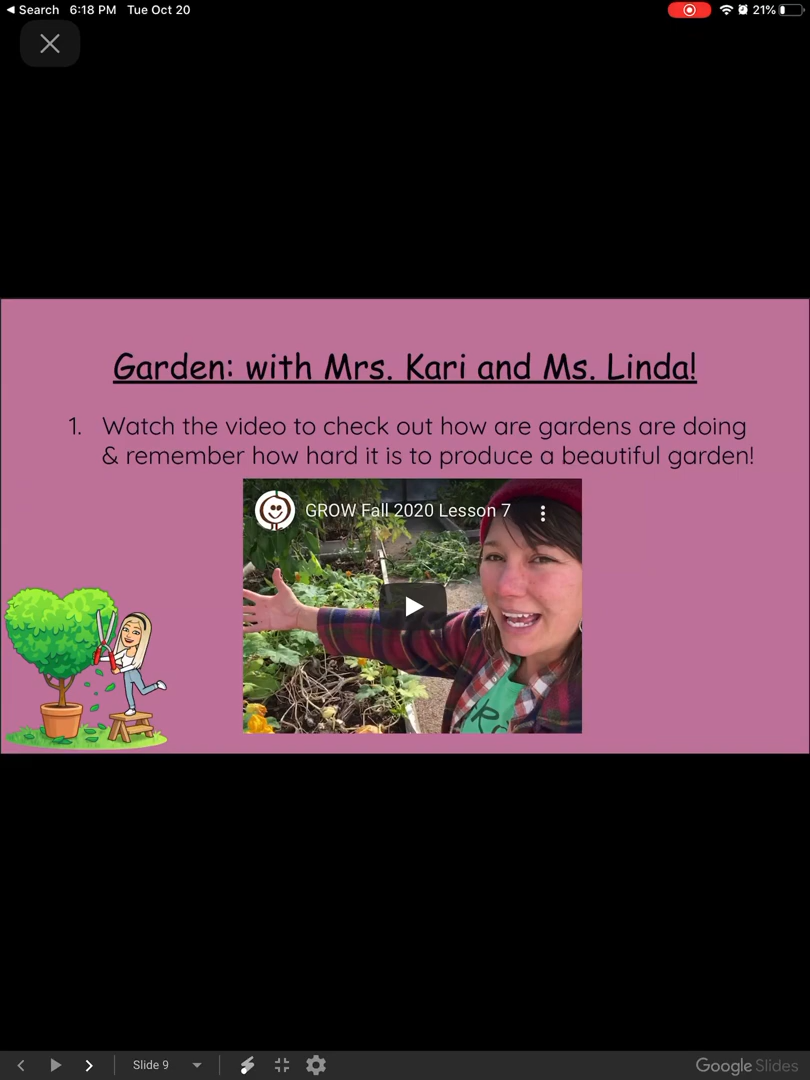 Search 6:18 PM Tue Oct 20 21%
Garden: with Mrs. Kari and Ms. Linda!
1. Watch the video to check out how are gardens are doing
& remember how hard it is to produce a beautiful garden!
GROW Fall 2020 Lesson 7
Slide 9 Google Slides